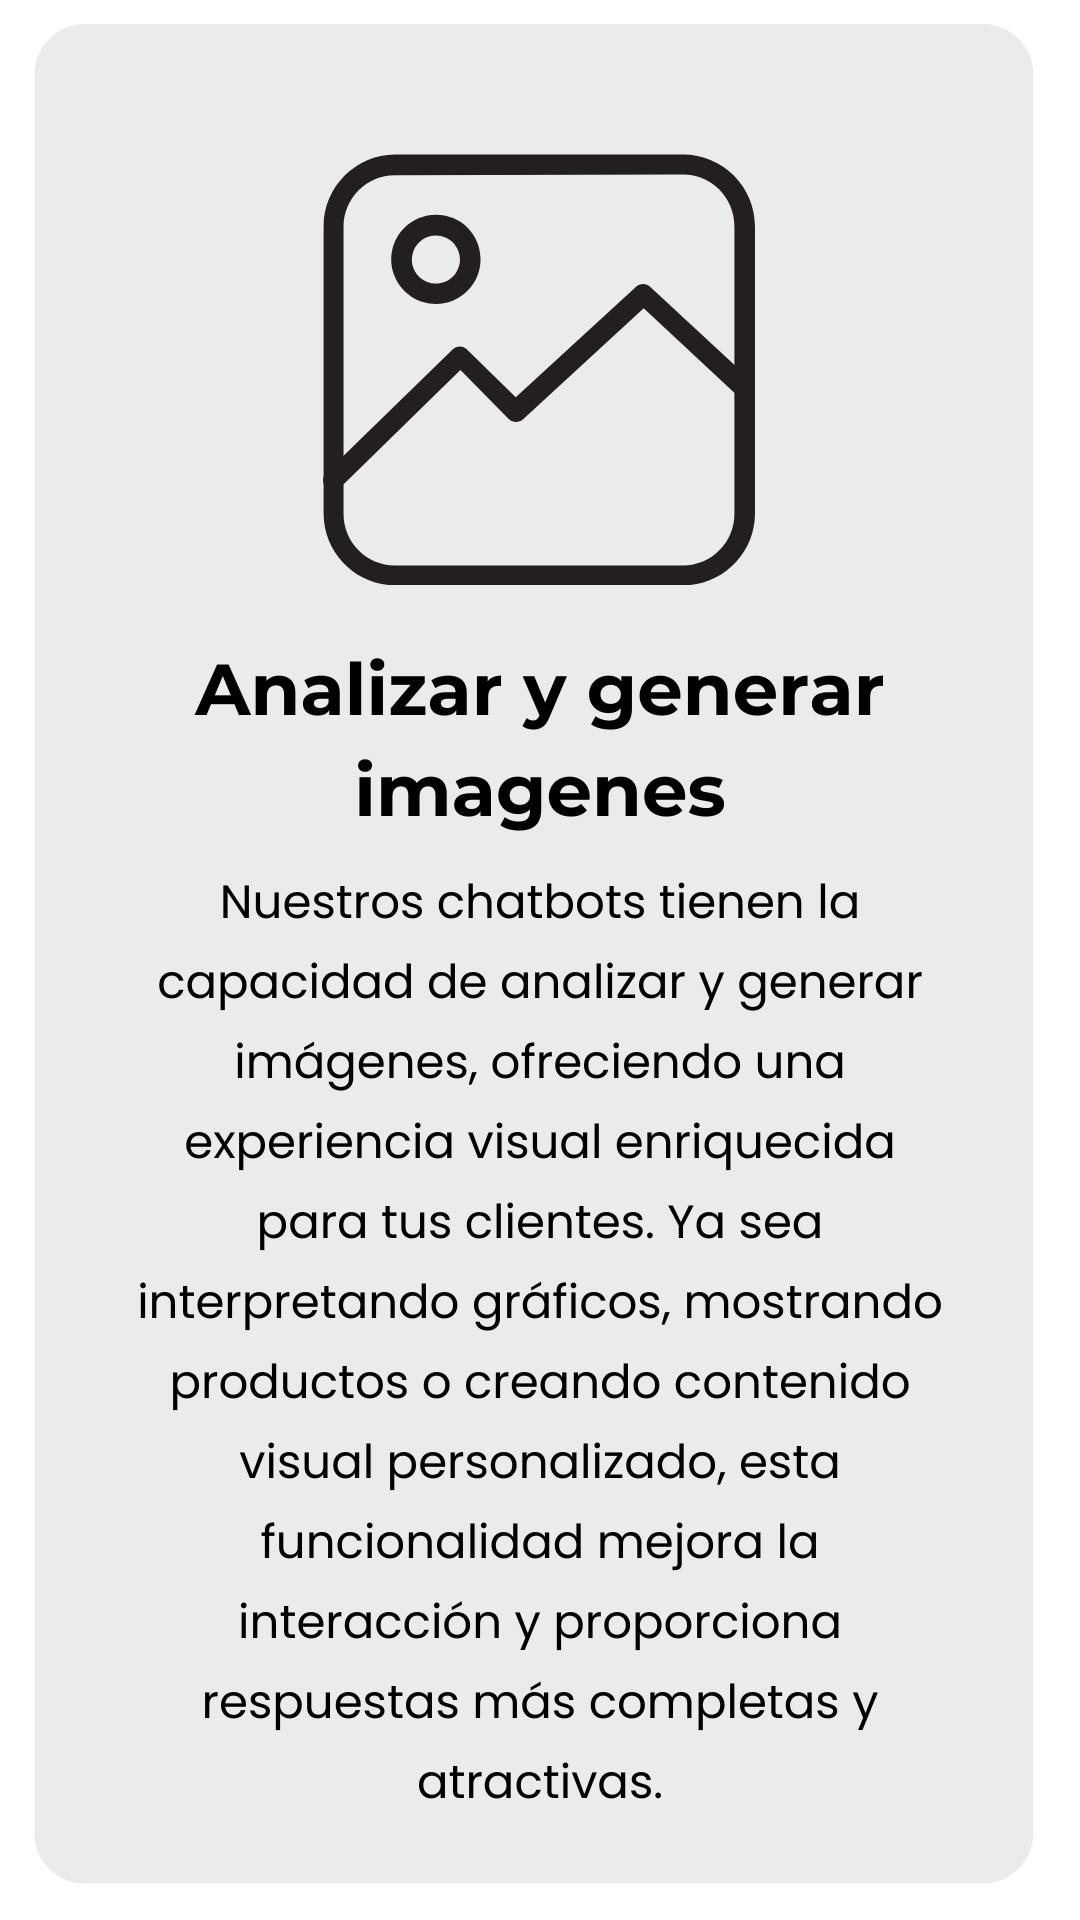 Analizar y generar
imagenes
Nuestros chatbots tienen la
capacidad de analizar y generar
imágenes, ofreciendo una
experiencia visual enriquecida
para tus clientes. Ya sea
interpretando gráficos, mostrando
productos o creando contenido
visual personalizado, esta
funcionalidad mejora la
interacción y proporciona
respuestas más completas y
atractivas.